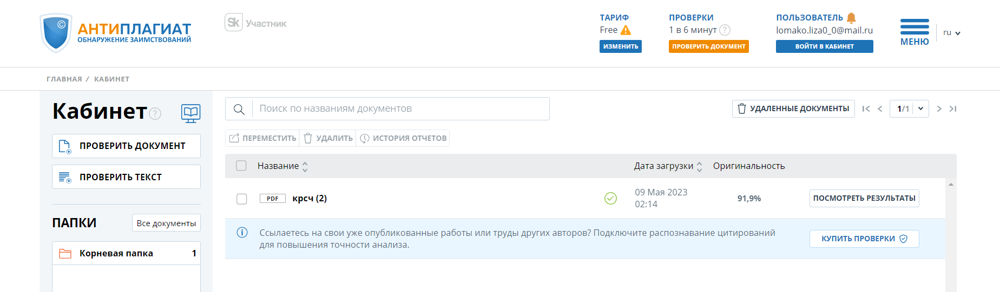 АНТИПЛАГИАТ
ОБНАРУЖЕНИЕ ЗАИМСТВОВАНИЙ
Sk Участник
ТАРИФ
Free
ИЗМЕНИТЬ
ПРОВЕРКИ
1 в 6 минут ?
ПРОВЕРИТЬ ДОКУМЕНТ
ПОЛЬЗОВАТЕЛЬ
lomako.liza0_0@mail.ru
ВОЙТИ В КАБИНЕТ
МЕНЮ
ru
ГЛАВНАЯ / КАБИНЕТ
Кабинет ?
ПРОВЕРИТЬ ДОКУМЕНТ
ПРОВЕРИТЬ ТЕКСТ
ПАПКИ
Все документы
Корневая папка 1
Поиск по названиям документов
УДАЛЕННЫЕ ДОКУМЕНТЫ
1/1
ПЕРЕМЕСТИТЬ
УДАЛИТЬ
ИСТОРИЯ ОТЧЕТОВ
Название
Дата загрузки
Оригинальность
PDF крсч (2)
09 Мая 2023
02:14
91,9%
ПОСМОТРЕТЬ РЕЗУЛЬТАТЫ
Ссылаетесь на свои уже опубликованные работы или труды других авторов? Подключите распознавание цитирований
для повышения точности анализа.
КУПИТЬ ПРОВЕРКИ